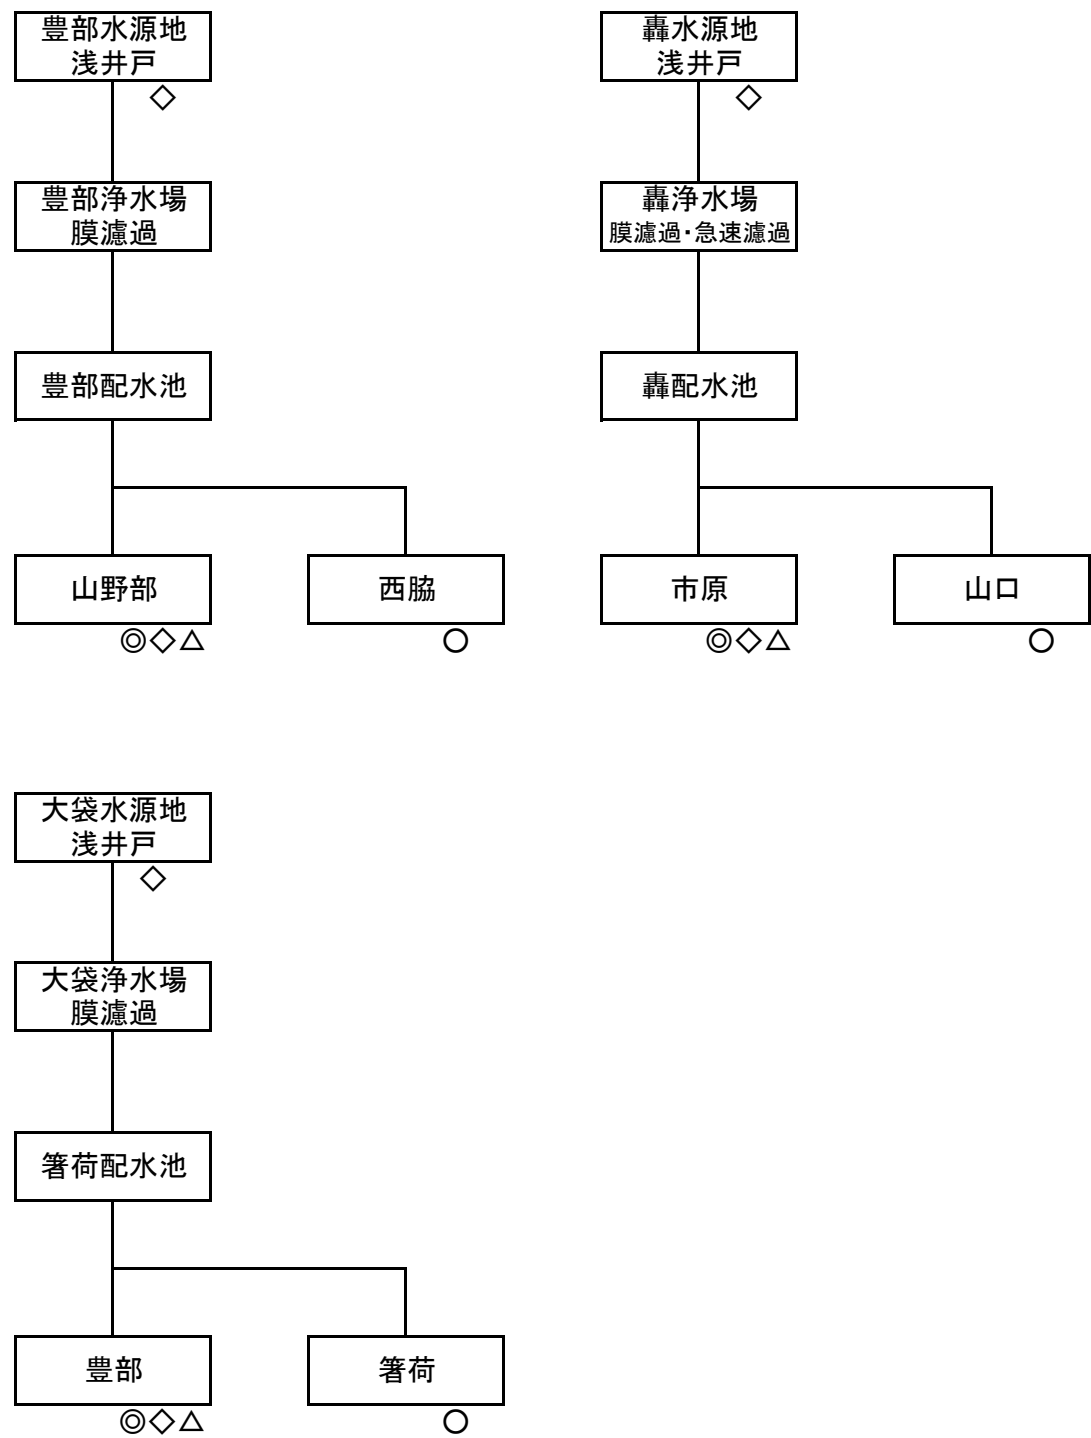 豊部水源地
浅井戸
◇
豊部浄水場
膜濾過
豊部配水池
山野部
◎◇△
西脇
○
轟水源地
浅井戸
◇
轟浄水場
膜濾過・急速濾過
轟配水池
市原
◎◇△
山口
○
大袋水源地
浅井戸
◇
大袋浄水場
膜濾過
箸荷配水池
豊部
◎◇△
箸荷
○